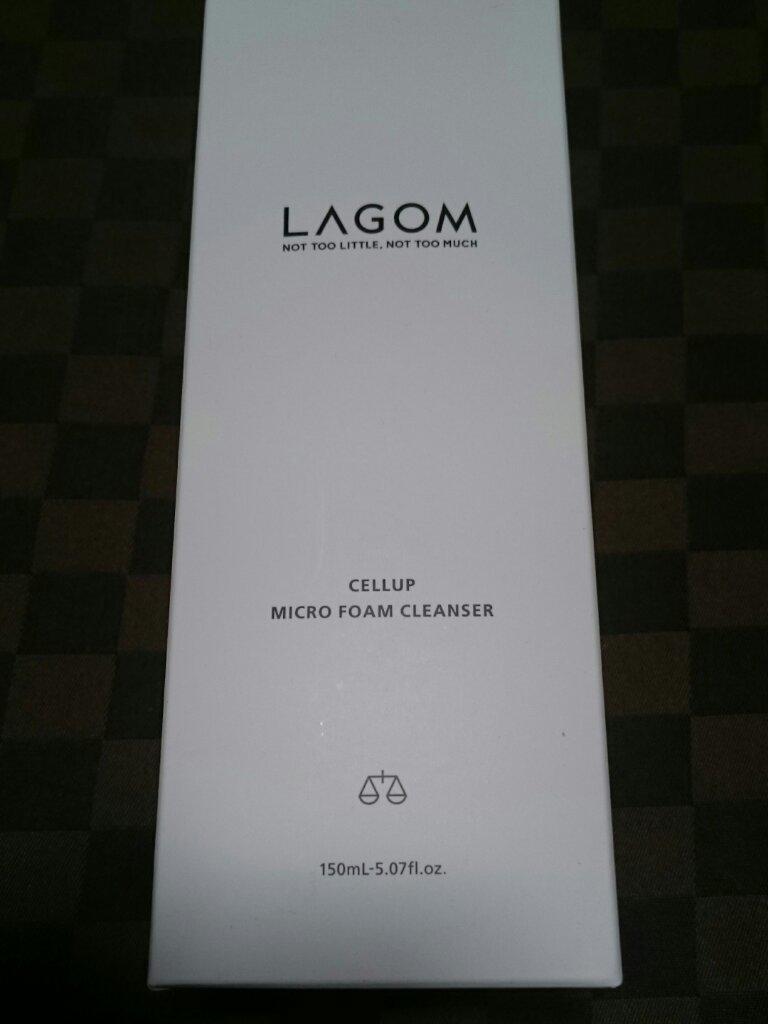 LAGOM
NOT TOO LITTLE, NOT TOO MUCH
CELLUP
MICRO FOAM CLEANSER
150mL-5.07fl.oz.